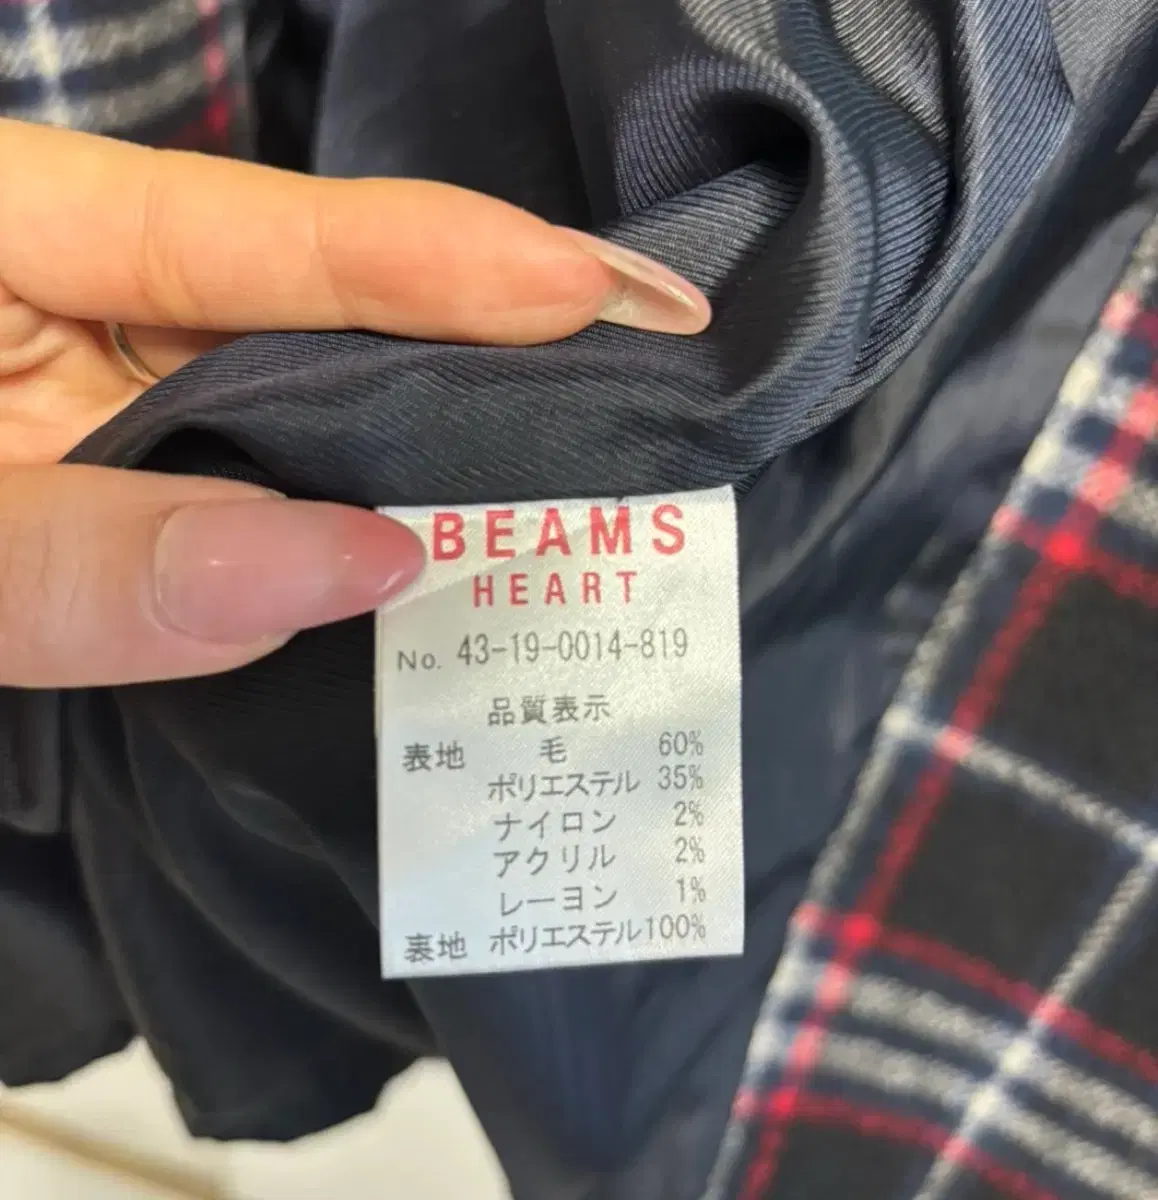 BEAMS
HEART
No. 43-19-0014-819
品質表示
表地 毛 60%
ポリエステル 35%
ナイロン 2%
アクリル 2%
レーヨン 1%
裏地 ポリエステル100%